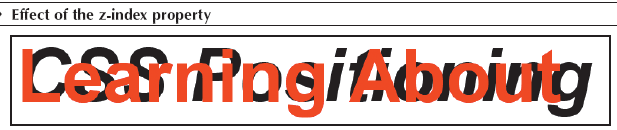 • Effect of the z-index property
Learning About
CSS Positioning